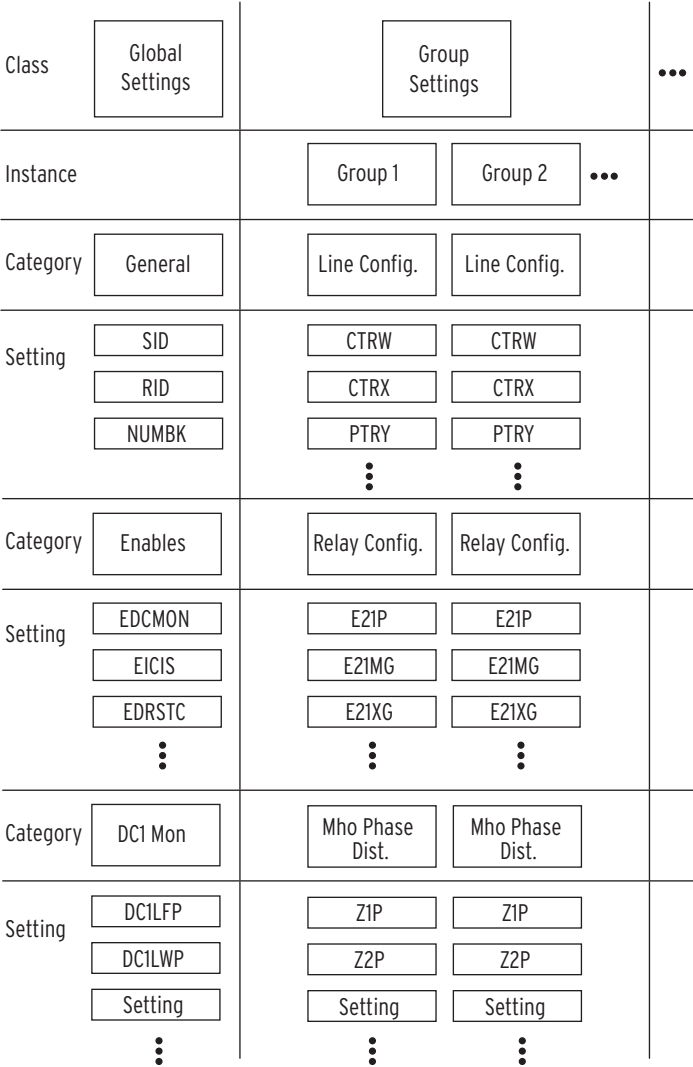 Class
Global
Settings
Group
Settings
Instance
Group 1
Group 2
Category
General
Line Config.
Line Config.
Setting
SID
CTRW
CTRW
RID
CTRX
CTRX
NUMBK
PTRY
PTRY
Category
Enables
Relay Config.
Relay Config.
Setting
EDCMON
E21P
E21P
EICIS
E21MG
E21MG
EDRSTC
E21XG
E21XG
Category
DC1 Mon
Mho Phase
Dist.
Mho Phase
Dist.
Setting
DC1LFP
Z1P
Z1P
DC1LWP
Z2P
Z2P
Setting
Setting
Setting